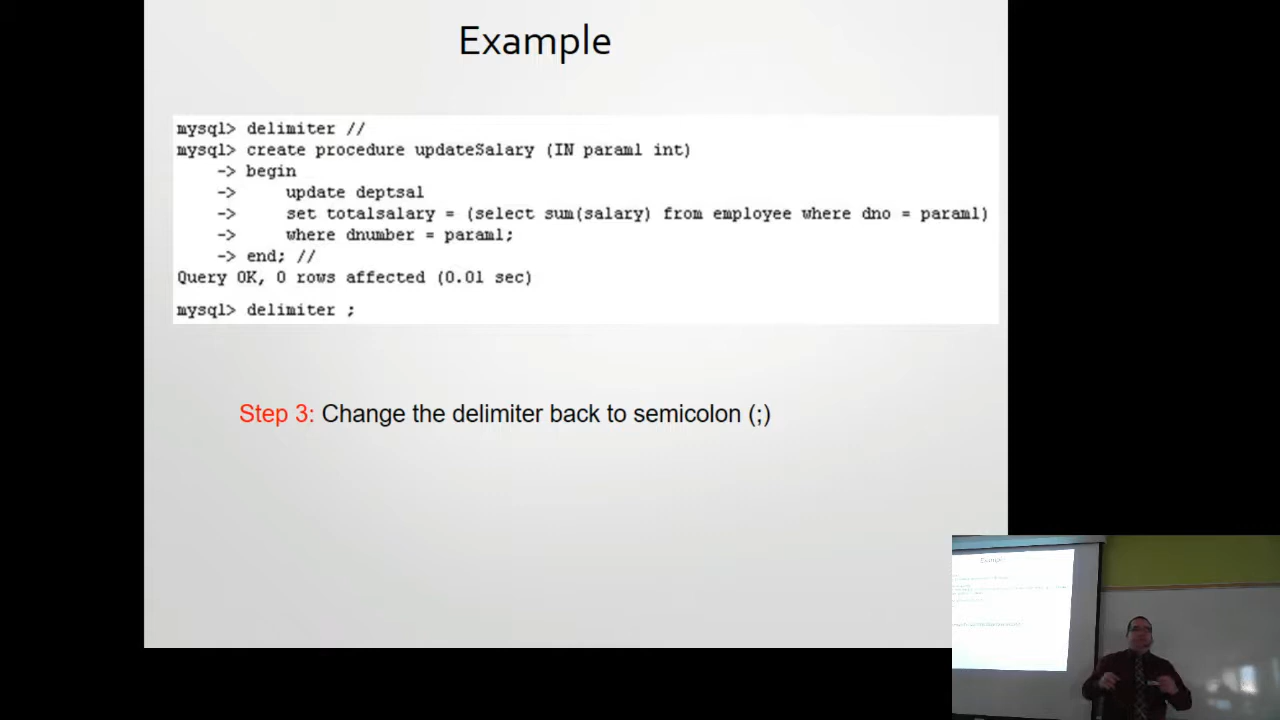 Example
mysql> delimiter //
mysql> create procedure updateSalary (IN param1 int)
-> begin
-> update deptsal
-> set totalsalary = (select sum(salary) from employee where dno = param1)
-> where dnumber = param1;
-> end; //
Query OK, 0 rows affected (0.01 sec)
mysql> delimiter ;
Step 3: Change the delimiter back to semicolon (;)
Example